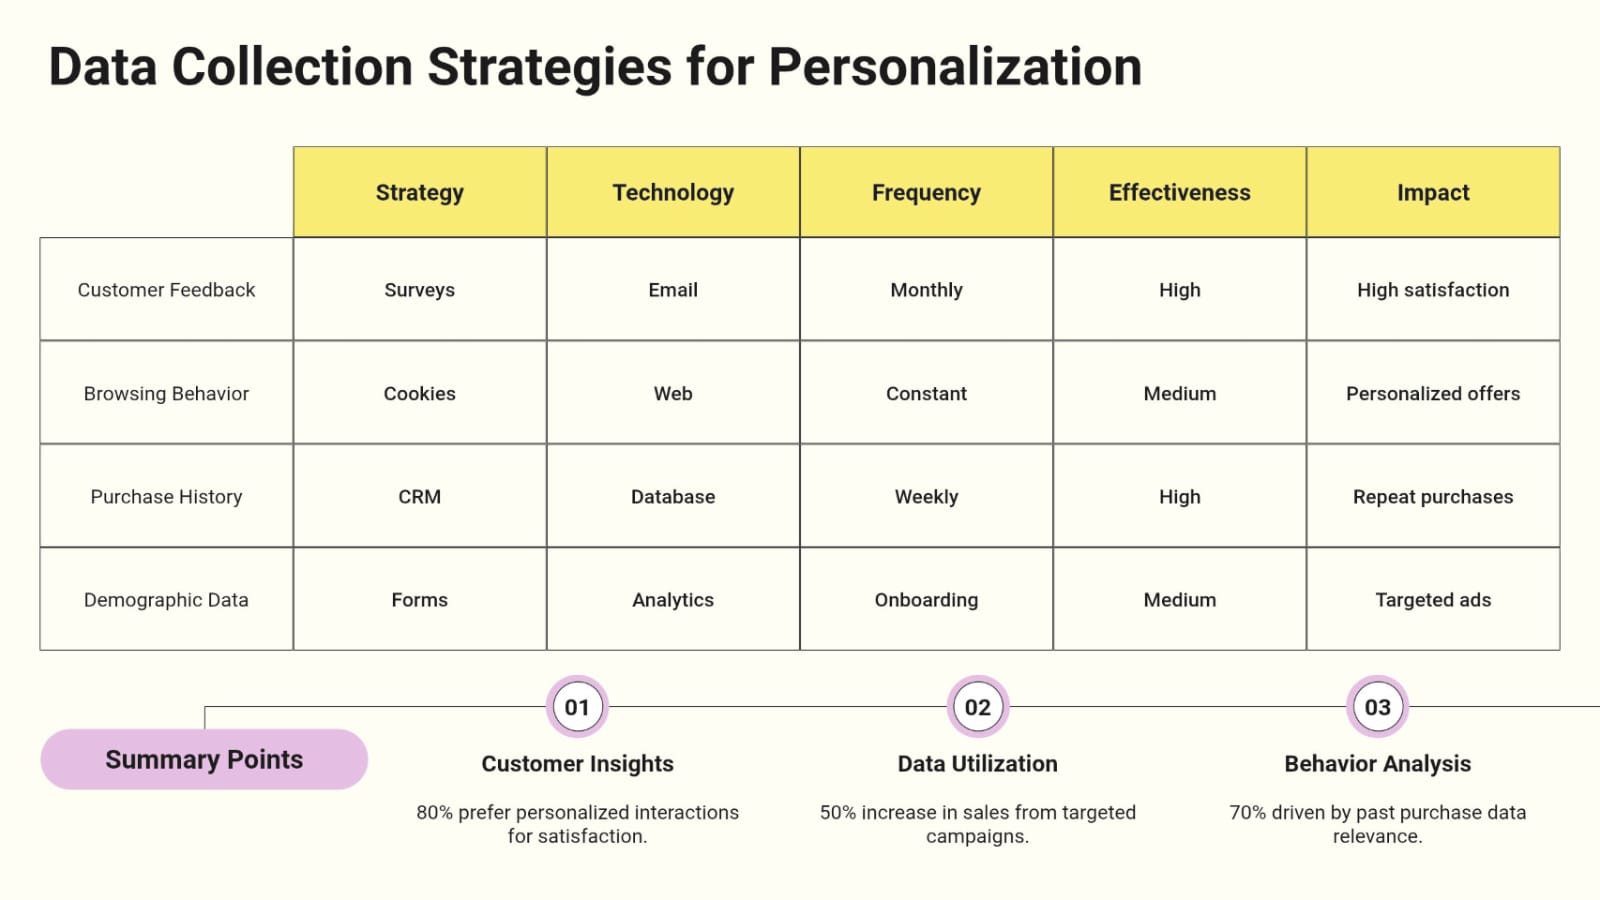 Data Collection Strategies for Personalization
Strategy Technology Frequency Effectiveness Impact
Customer Feedback Surveys Email Monthly High High satisfaction
Browsing Behavior Cookies Web Constant Medium Personalized offers
Purchase History CRM Database Weekly High Repeat purchases
Demographic Data Forms Analytics Onboarding Medium Targeted ads
Summary Points
01
Customer Insights
80% prefer personalized interactions
for satisfaction.
02
Data Utilization
50% increase in sales from targeted
campaigns.
03
Behavior Analysis
70% driven by past purchase data
relevance.